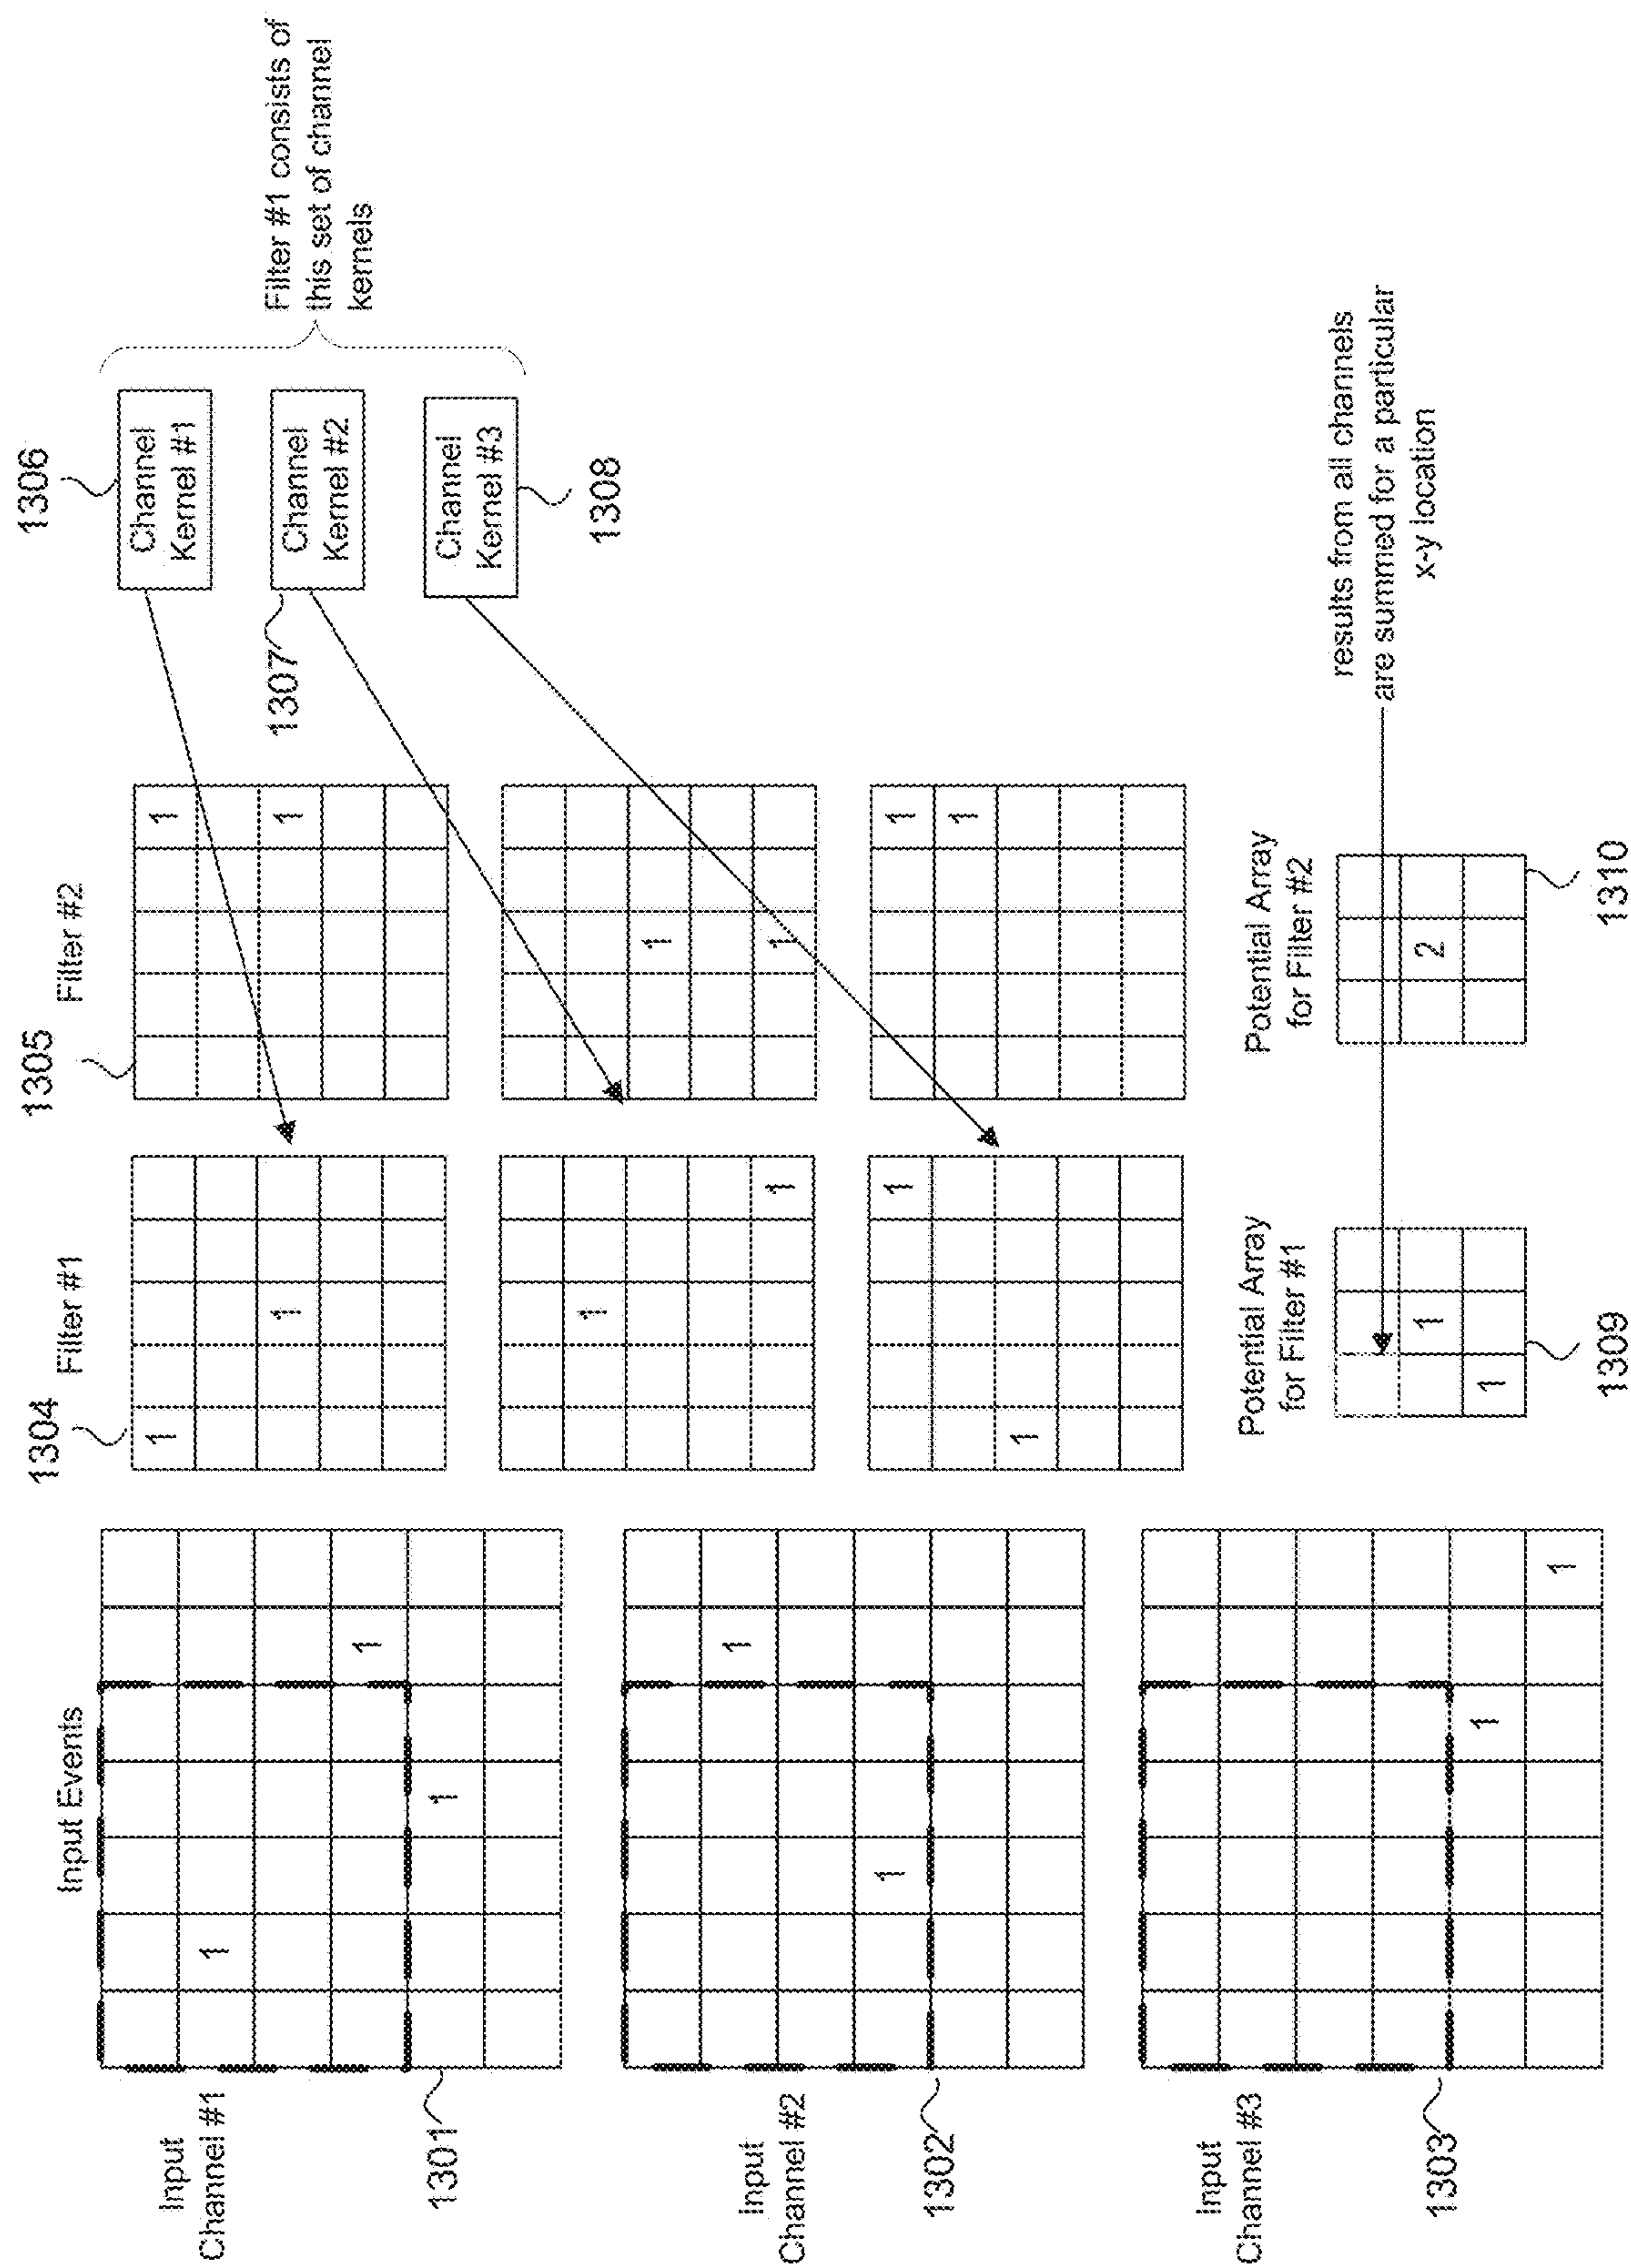 Input Events
Input
Channel #1
1
1
1
1301
Input
Channel #2
1
1
1302
Input
Channel #3
1
1
1303
1304
Filter #1
1
1
1
1
1
1
1305
Filter #2
1
1
1
1
1
1
1306
Channel
Kernel #1
1307
Channel
Kernel #2
Channel
Kernel #3
1308
Filter #1 consists of
this set of channel
kernels
Potential Array
for Filter #1
1
1
1309
Potential Array
for Filter #2
2
1310
results from all channels
are summed for a particular
x-y location